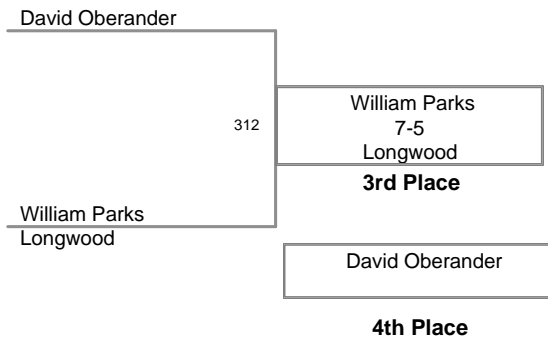 David Oberander
312
William Parks
7-5
Longwood
3rd Place
William Parks
Longwood
David Oberander
4th Place